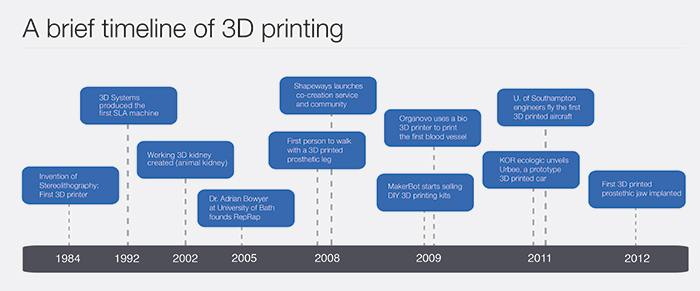 A brief timeline of 3D printing
Invention of
Stereolithography:
First 3D printer
3D Systems
produced the
first SLA machine
Working 3D kidney
created (animal kidney)
Dr. Adrian Bowyer
at University of Bath
founds RepRap
Shapeways launches
co-creation service
and community
First person to walk
with a 3D printed
prosthetic leg
Organovo uses a bio
3D printer to print
the first blood vessel
MakerBot starts selling
DIY 3D printing kits
U. of Southampton
engineers fly the first
3D printed aircraft
KOR ecologic unveils
Urbee, a prototype
3D printed car
First 3D printed
prostethlic jaw implanted
1984 1992 2002 2005 2008 2009 2011 2012